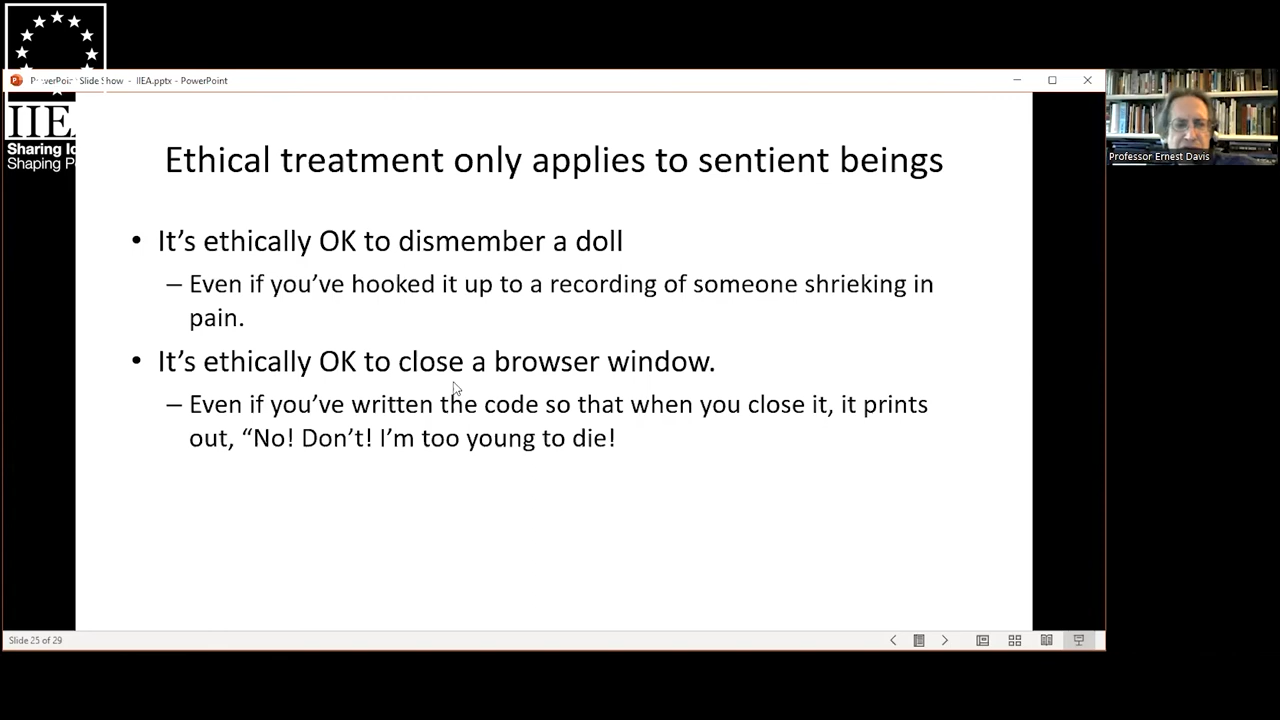 PowerPoint Slide Show - IIEA.pptx - PowerPoint
IIEA
Sharing
Shaping
Professor Ernest Davis
Ethical treatment only applies to sentient beings
• It’s ethically OK to dismember a doll
– Even if you’ve hooked it up to a recording of someone shrieking in
pain.
• It’s ethically OK to close a browser window.
– Even if you’ve written the code so that when you close it, it prints
out, “No! Don’t! I’m too young to die!
Slide 25 of 29